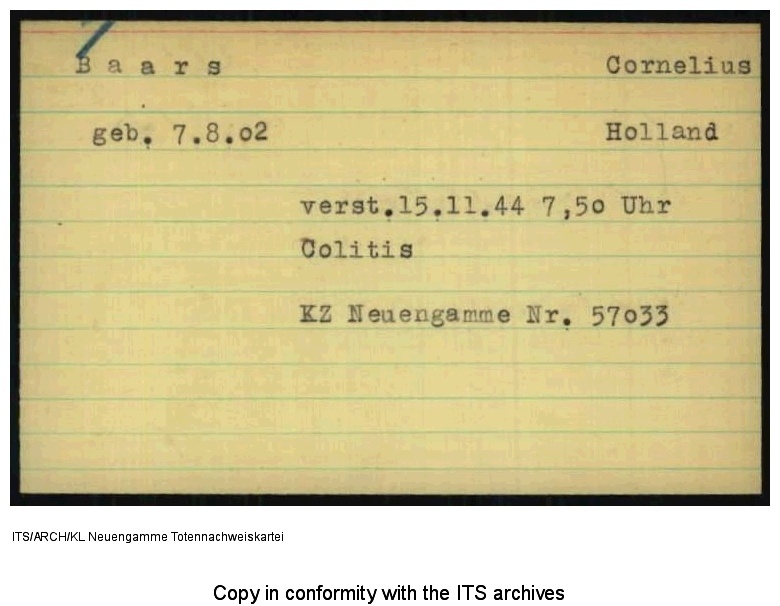 B a a r s Cornelius
geb. 7.8.o2 Holland
verst.15.11.44 7,5o Uhr
Colitis
KZ Neuengamme Nr. 57o33
ITS/ARCH/KL Neuengamme Totennachweiskartei
Copy in conformity with the ITS archives